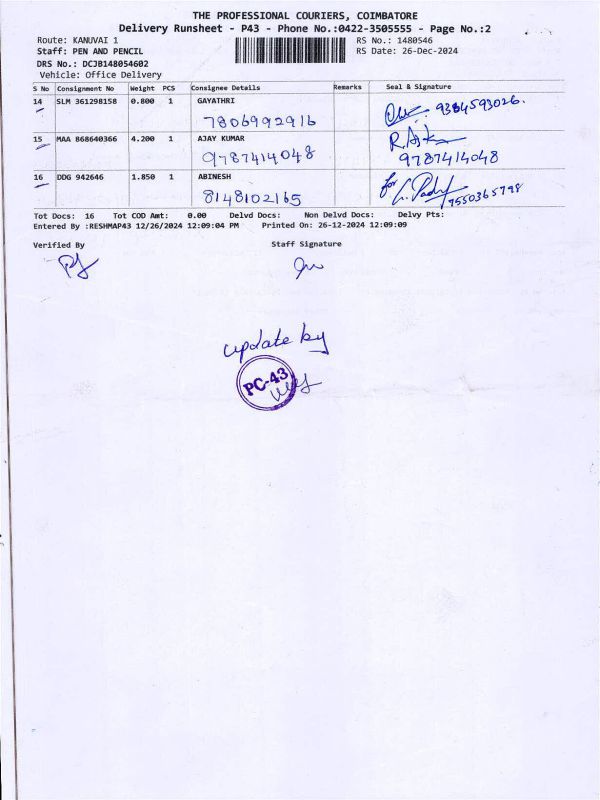 THE PROFESSIONAL COURIERS, COIMBATORE
Delivery Runsheet - P43 - Phone No.:0422-3505555 - Page No.:2
Route: KANUVAI 1 RS No.: 1480546
Staff: PEN AND PENCIL RS Date: 26-Dec-2024
DRS No.: DCJB148054602
Vehicle: Office Delivery
S No Consignment No Weight PCS Consignee Details Remarks Seal & Signature
14 SLM 361298158 0.800 1 GAYATHRI
7806992916 9384593026.
15 MAA 868640366 4.200 1 AJAY KUMAR
9787414048 9787414048
16 DDG 942646 1.850 1 ABINESH for
8148102165 9550365798
Tot Docs: 16 Tot COD Amt: 0.00 Delvd Docs: Non Delvd Docs: Delvy Pts:
Entered By :RESHMAP43 12/26/2024 12:09:04 PM Printed On: 26-12-2024 12:09:09
Verified By Staff Signature
update by
PC-43